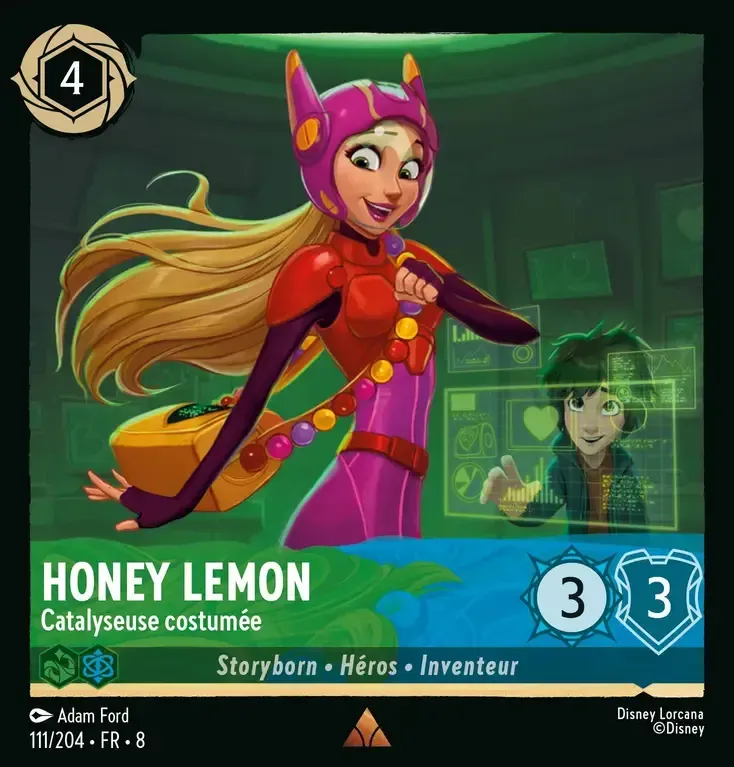 4
HONEY LEMON
Catalyseuse costumée
3
3
Storyborn • Héros • Inventeur
Adam Ford
111/204 • FR • 8
Disney Lorcana
©Disney